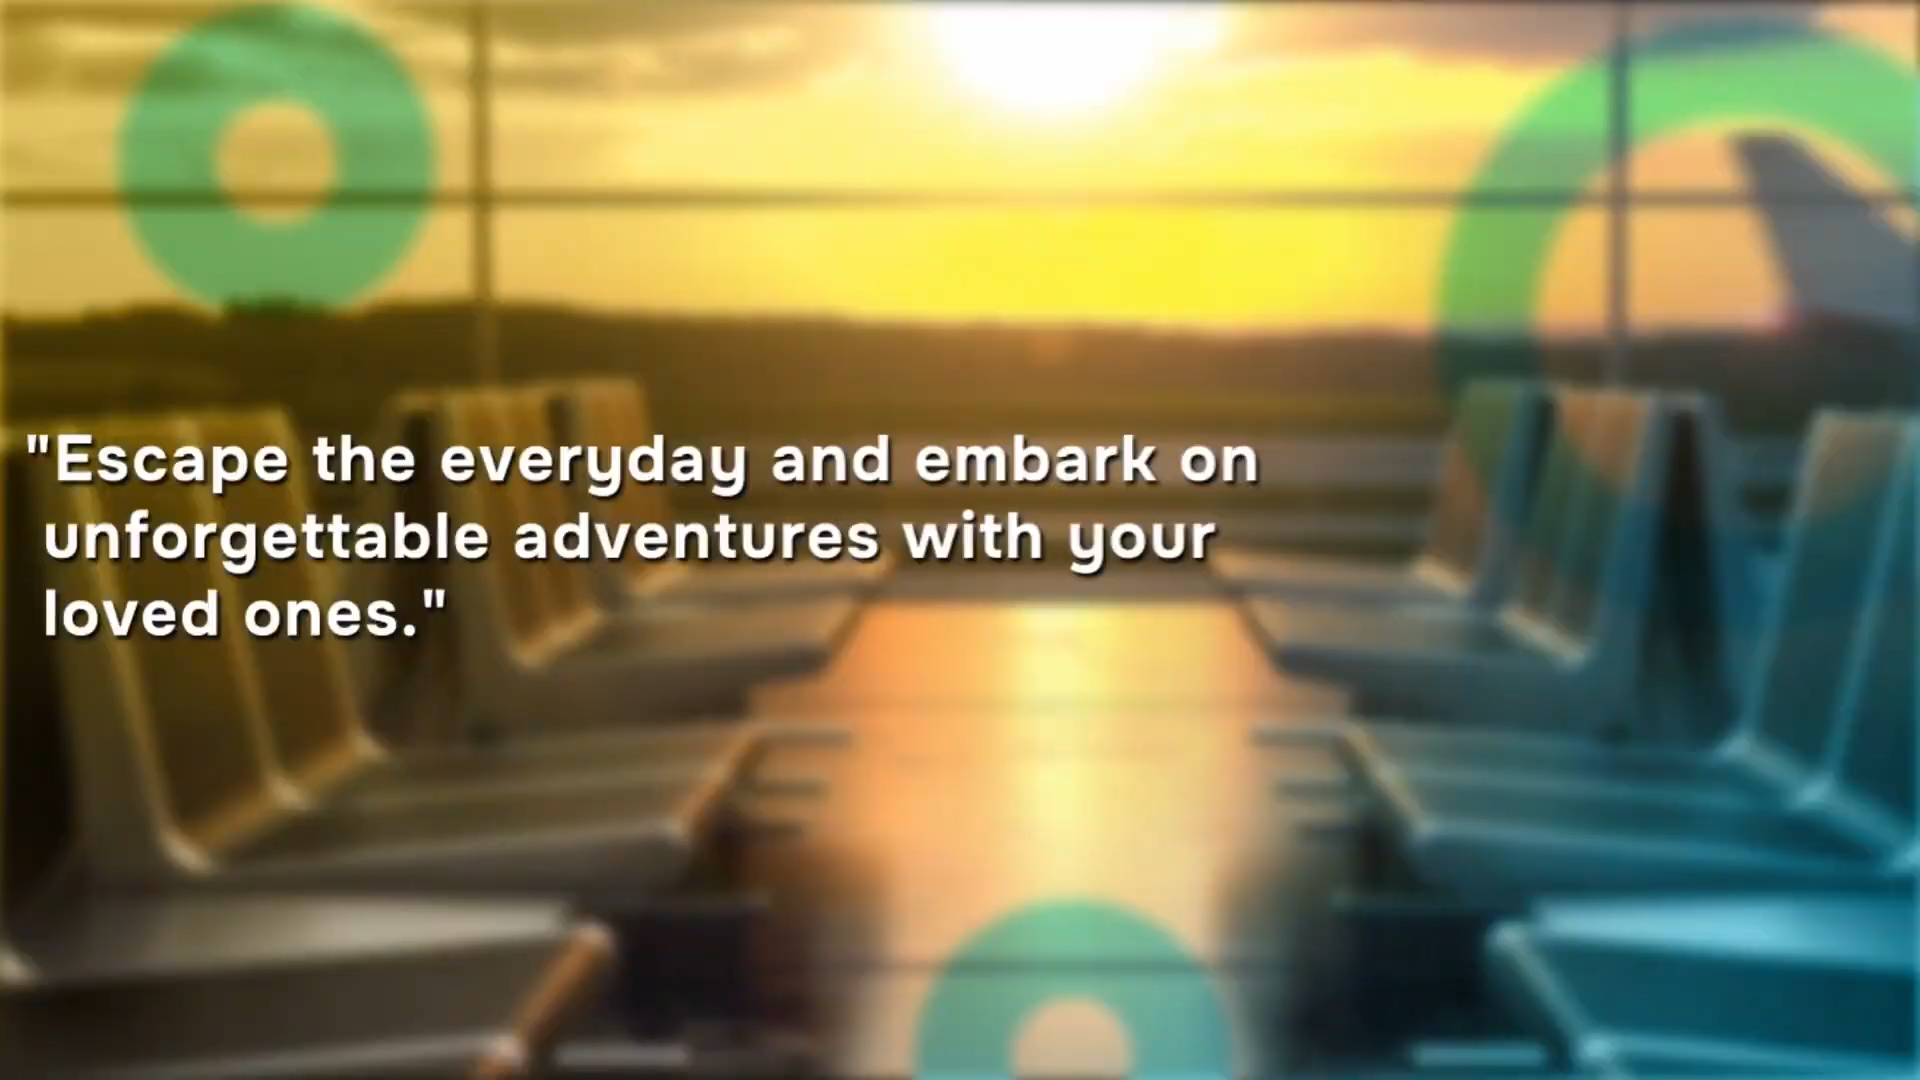 "Escape the everyday and embark on
unforgettable adventures with your
loved ones."